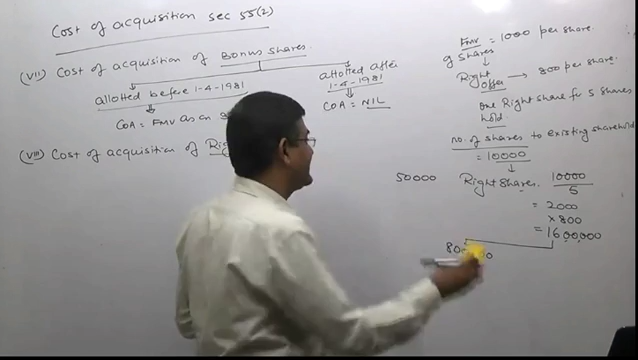 Cost of acquisition sec 55(2)
(VII) Cost of acquisition of Bonus shares.
allotted before 1-4-1981
CoA = FMV as on
allotted after
1-4-1981
CoA = NIL
(VIII) Cost of acquisition of
FMV = 1000 per share.
g shares
Right
offer → 800 per share.
one Right share for 5 shares
hold.
no. of shares to existing shareholder
= 10000
50000 Right Shares. 10000
5
= 2000
× 800
= 1600000